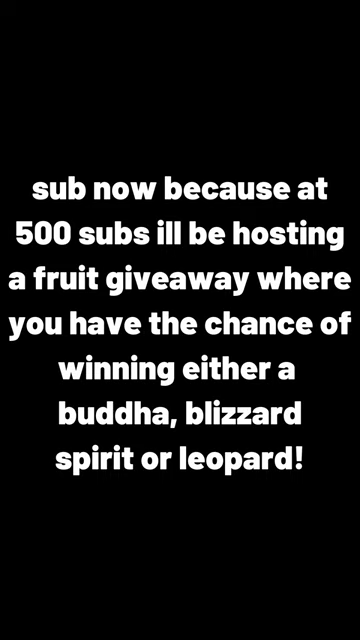 sub now because at
500 subs ill be hosting
a fruit giveaway where
you have the chance of
winning either a
buddha, blizzard
spirit or leopard!